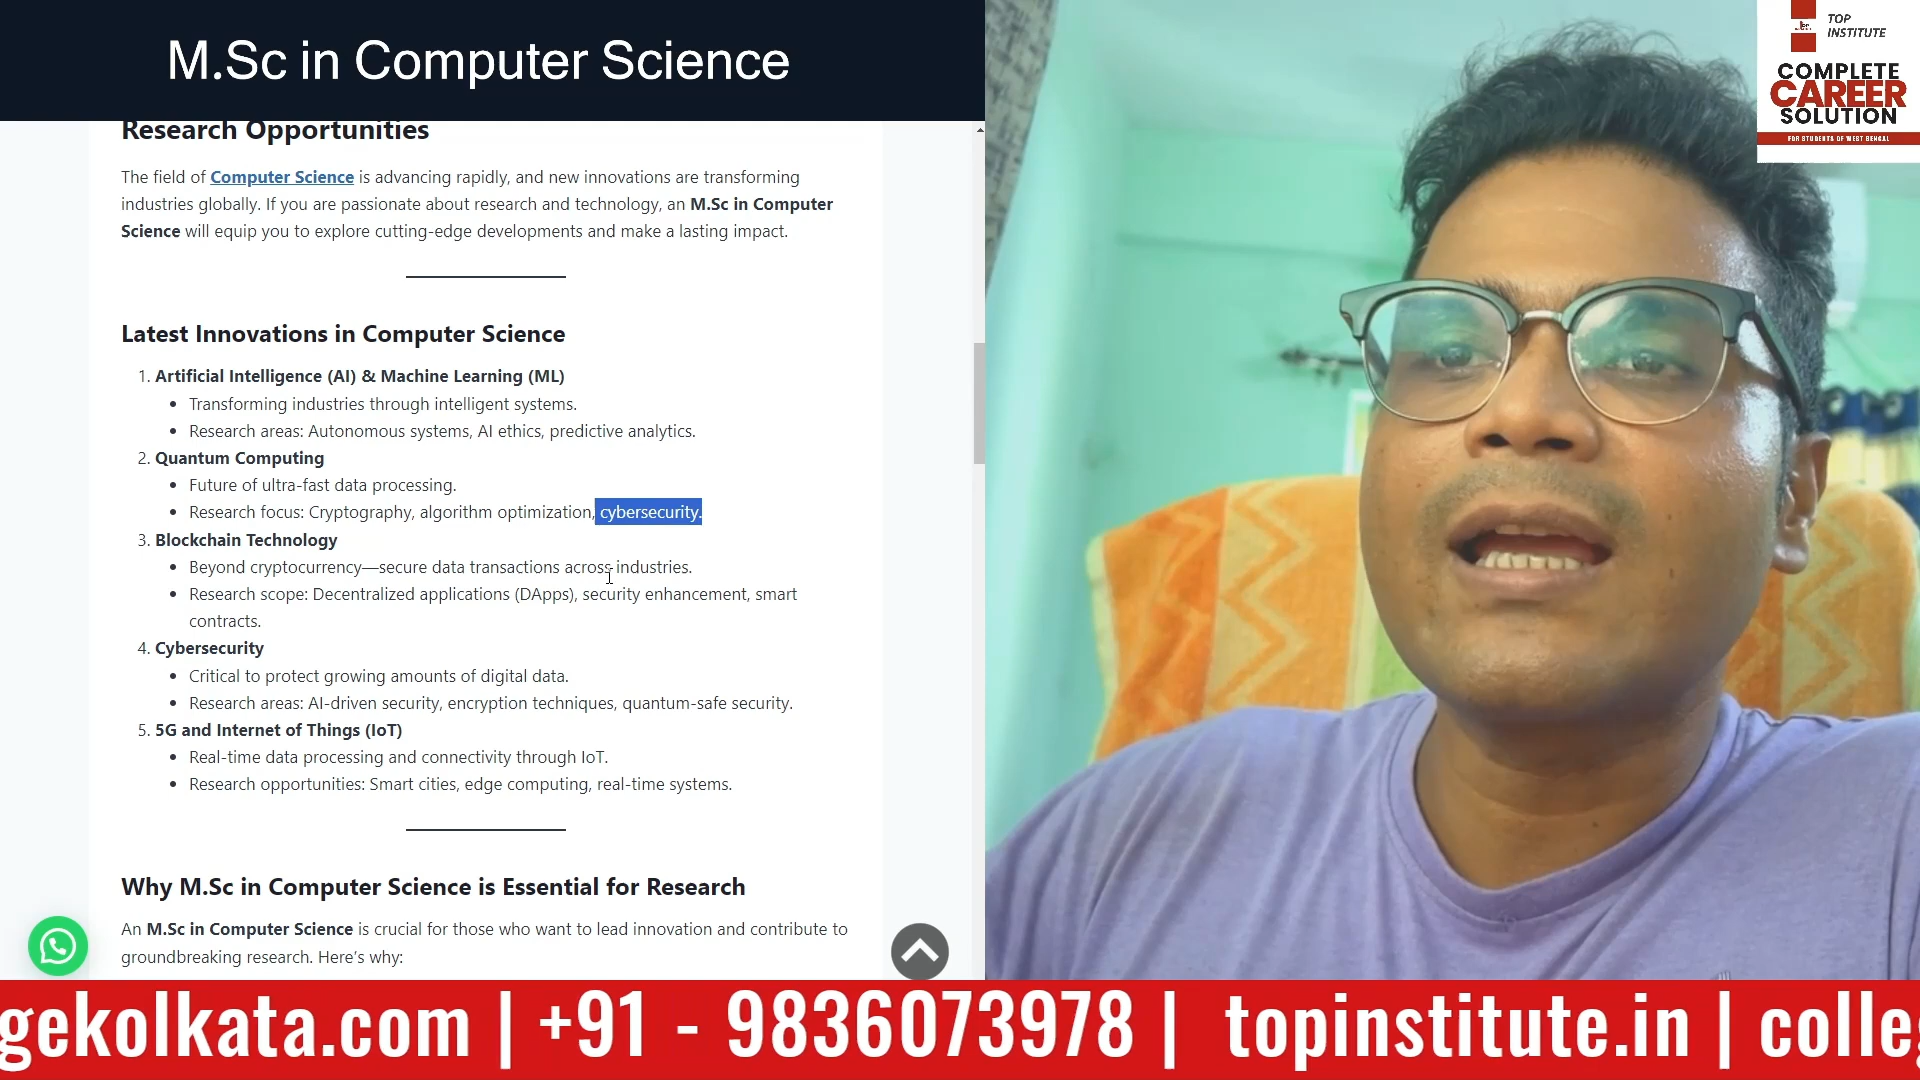 M.Sc in Computer Science
TOP
INSTITUTE
COMPLETE
CAREER
SOLUTION
FOR STUDENTS OF WEST BENGAL
Research Opportunities
The field of Computer Science is advancing rapidly, and new innovations are transforming
industries globally. If you are passionate about research and technology, an M.Sc in Computer
Science will equip you to explore cutting-edge developments and make a lasting impact.
Latest Innovations in Computer Science
1. Artificial Intelligence (AI) & Machine Learning (ML)
• Transforming industries through intelligent systems.
• Research areas: Autonomous systems, AI ethics, predictive analytics.
2. Quantum Computing
• Future of ultra-fast data processing.
• Research focus: Cryptography, algorithm optimization, cybersecurity.
3. Blockchain Technology
• Beyond cryptocurrency—secure data transactions across industries.
• Research scope: Decentralized applications (DApps), security enhancement, smart
contracts.
4. Cybersecurity
• Critical to protect growing amounts of digital data.
• Research areas: AI-driven security, encryption techniques, quantum-safe security.
5. 5G and Internet of Things (IoT)
• Real-time data processing and connectivity through IoT.
• Research opportunities: Smart cities, edge computing, real-time systems.
Why M.Sc in Computer Science is Essential for Research
An M.Sc in Computer Science is crucial for those who want to lead innovation and contribute to
groundbreaking research. Here's why:
gekolkata.com | +91 - 9836073978 | topinstitute.in | colle